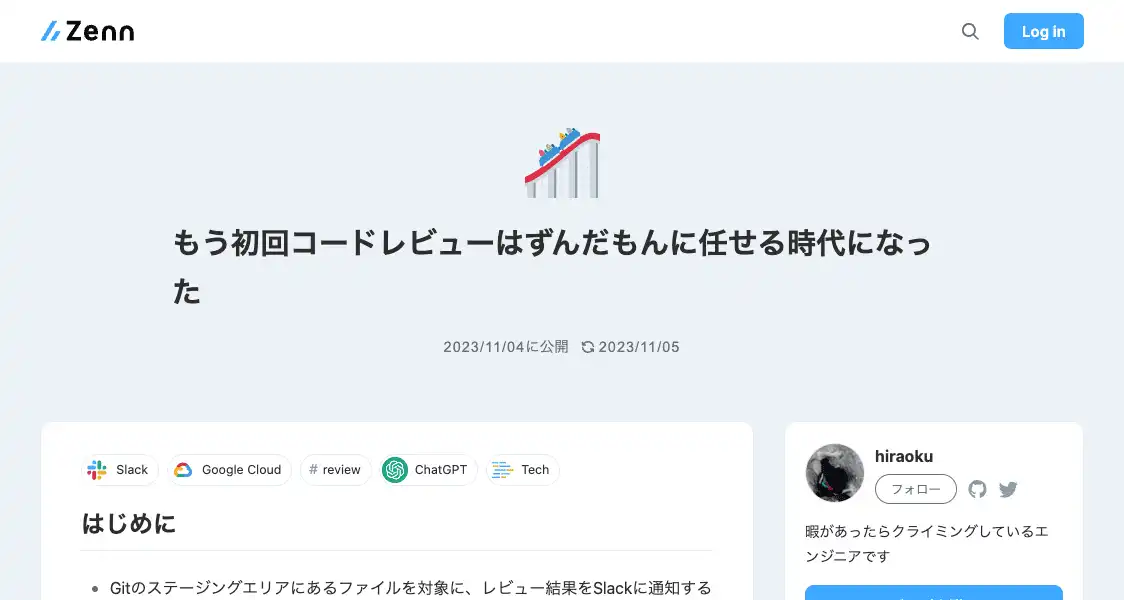 Zenn
Log in
もう初回コードレビューはずんだもんに任せる時代になっ
た
2023/11/04に公開 2023/11/05
Slack Google Cloud # review ChatGPT Tech
はじめに
Gitのステージングエリアにあるファイルを対象に、レビュー結果をSlackに通知する
hiraoku
フォロー
暇があったらクライミングしているエ
ンジニアです